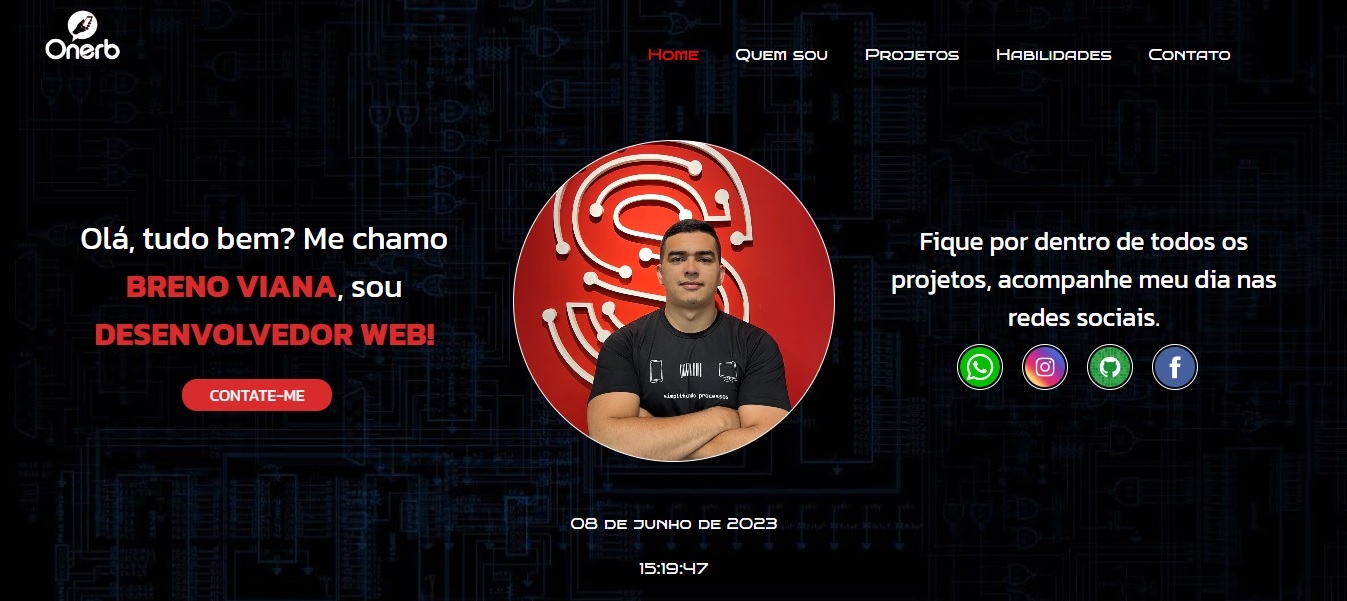 Onerb
Home
Quem sou
Projetos
Habilidades
Contato
Olá, tudo bem? Me chamo
BRENO VIANA, sou
DESENVOLVEDOR WEB!
CONTATE-ME
simplificando processos
Fique por dentro de todos os
projetos, acompanhe meu dia nas
redes sociais.
08 de junho de 2023
15:19:47